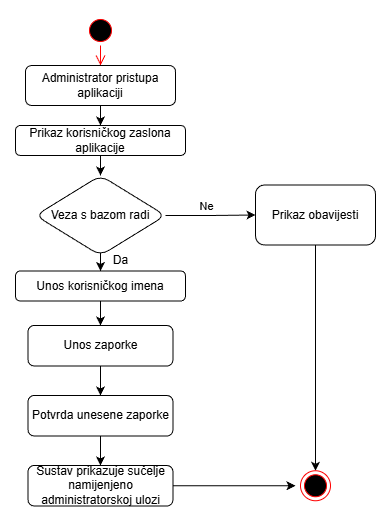 Administrator pristupa
aplikaciji
Prikaz korisničkog zaslona
aplikacije
Veza s bazom radi
Ne
Prikaz obavijesti
Da
Unos korisničkog imena
Unos zaporke
Potvrda unesene zaporke
Sustav prikazuje sučelje
namijenjeno
administratorskoj ulozi